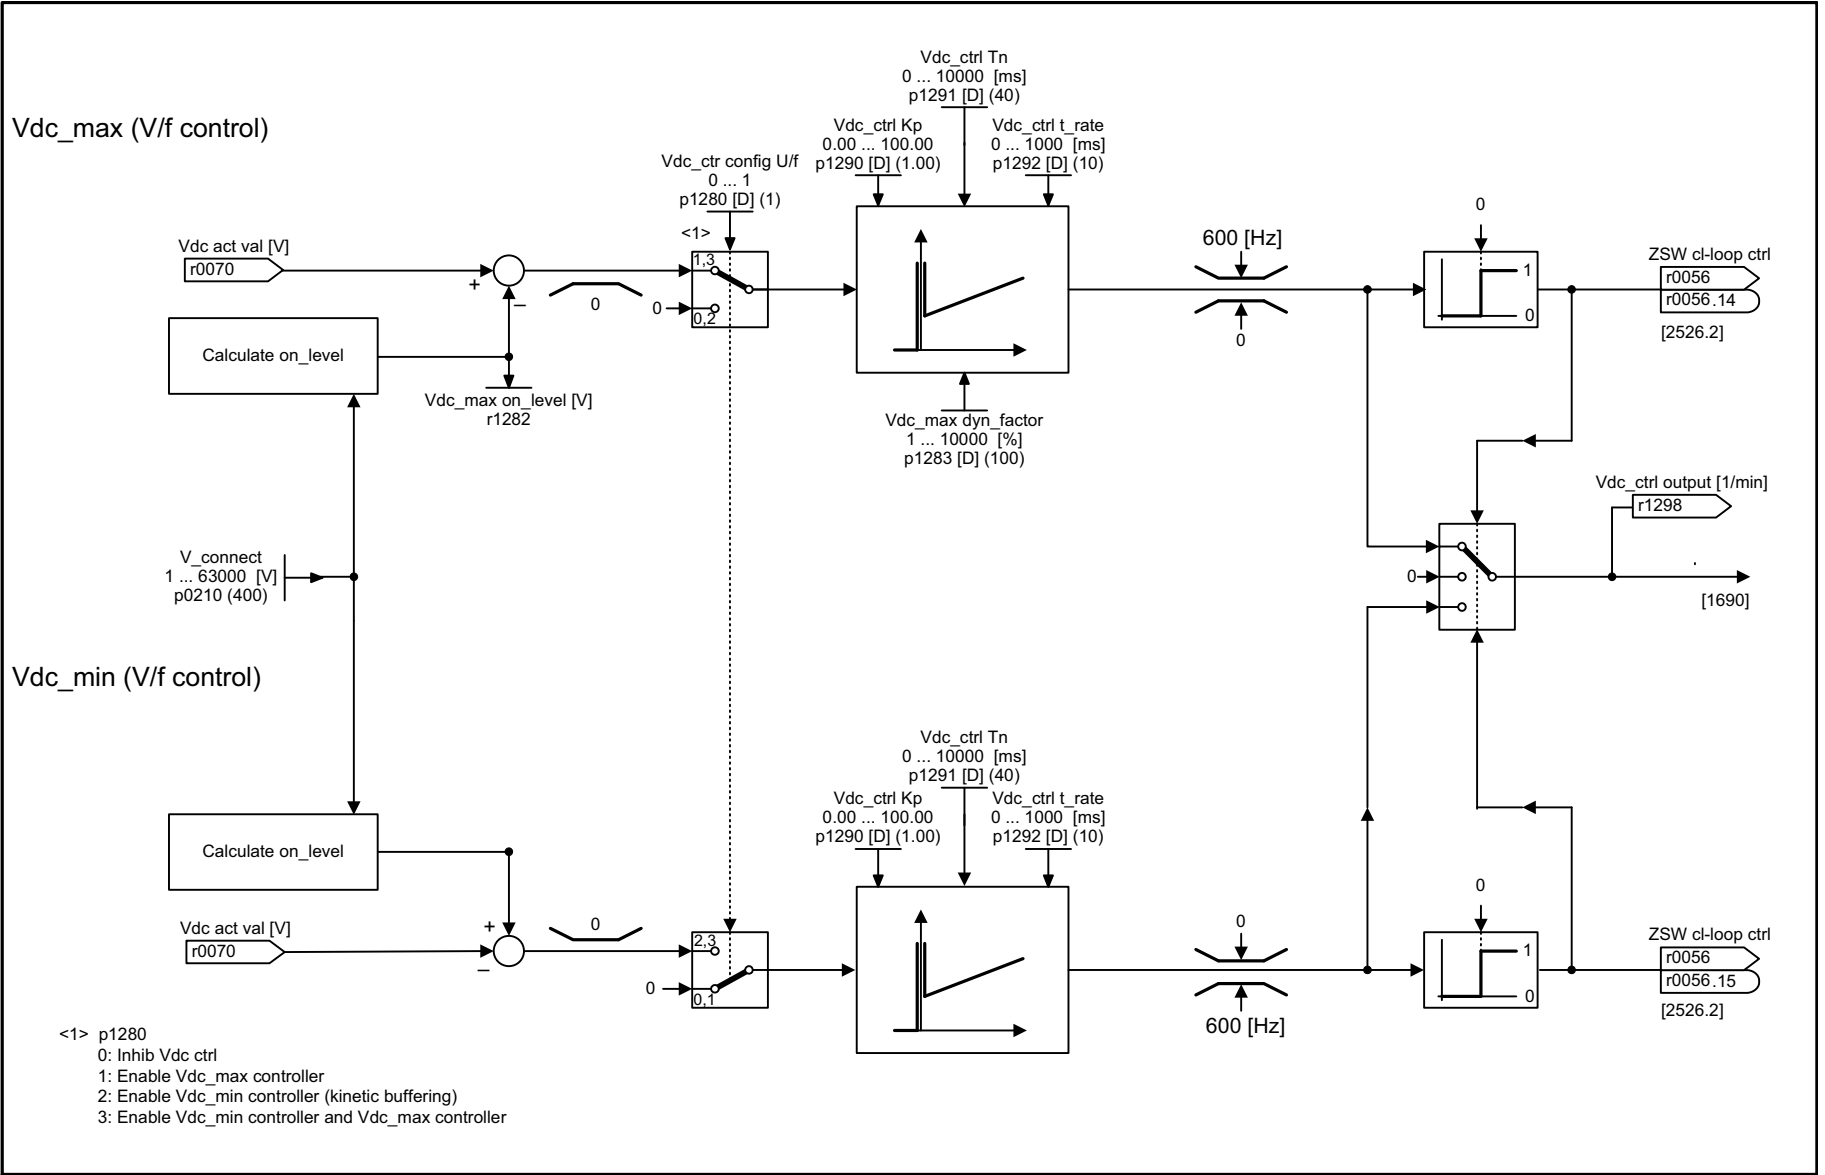 Vdc_max (V/f control)
Vdc_ctrl Tn
0 ... 10000 [ms]
p1291 [D] (40)
Vdc_ctrl Kp
0.00 ... 100.00
p1290 [D] (1.00)
Vdc_ctrl t_rate
0 ... 1000 [ms]
p1292 [D] (10)
Vdc_ctr config U/f
0 ... 1
p1280 [D] (1)
<1>
Vdc act val [V]
r0070
+
–
0
1,3
0
0,2
600 [Hz]
0
0
1
0
ZSW cl-loop ctrl
r0056
r0056.14
[2526.2]
Calculate on_level
Vdc_max on_level [V]
r1282
Vdc_max dyn_factor
1 ... 10000 [%]
p1283 [D] (100)
V_connect
1 ... 63000 [V]
p0210 (400)
Vdc_ctrl output [1/min]
r1298
0
[1690]
Vdc_min (V/f control)
Vdc_ctrl Tn
0 ... 10000 [ms]
p1291 [D] (40)
Vdc_ctrl Kp
0.00 ... 100.00
p1290 [D] (1.00)
Vdc_ctrl t_rate
0 ... 1000 [ms]
p1292 [D] (10)
Calculate on_level
Vdc act val [V]
r0070
+
–
0
2,3
0
0,1
0
600 [Hz]
0
1
0
ZSW cl-loop ctrl
r0056
r0056.15
[2526.2]
<1> p1280
0: Inhib Vdc ctrl
1: Enable Vdc_max controller
2: Enable Vdc_min controller (kinetic buffering)
3: Enable Vdc_min controller and Vdc_max controller